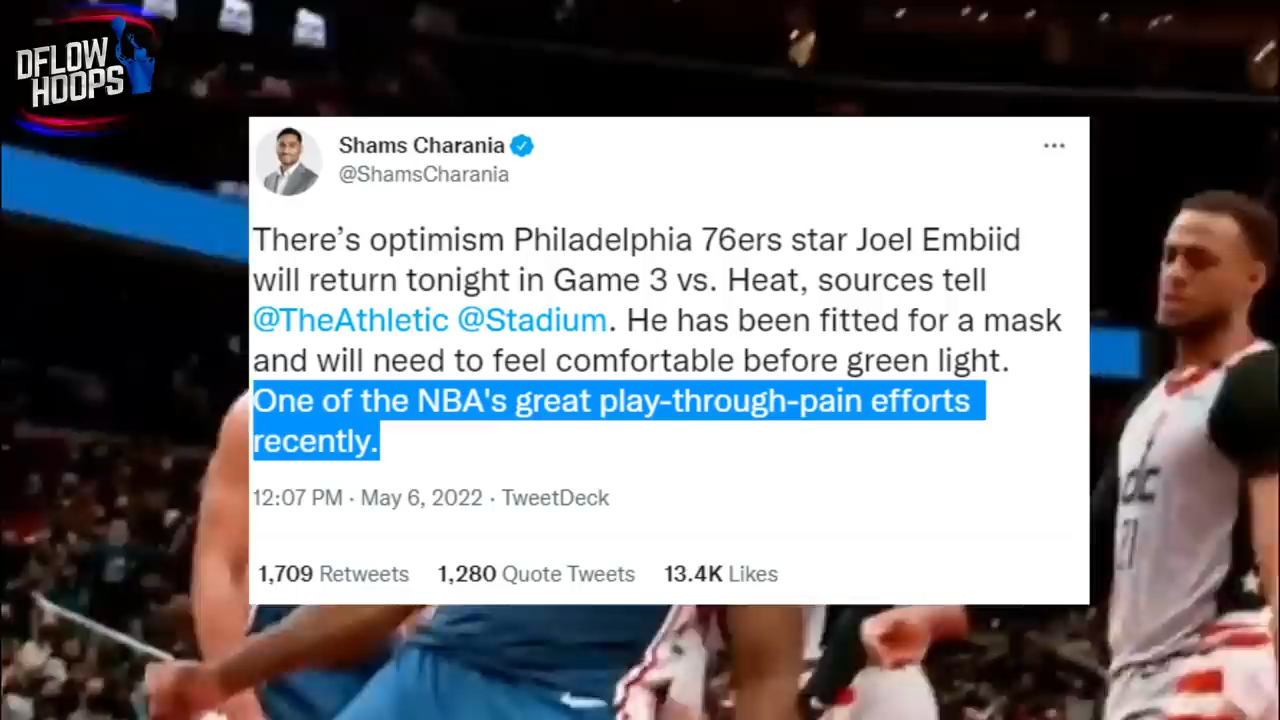 DFLOW
HOOPS
Shams Charania
@ShamsCharania
There’s optimism Philadelphia 76ers star Joel Embiid
will return tonight in Game 3 vs. Heat, sources tell
@TheAthletic @Stadium. He has been fitted for a mask
and will need to feel comfortable before green light.
One of the NBA's great play-through-pain efforts
recently.
12:07 PM · May 6, 2022 · TweetDeck
1,709 Retweets 1,280 Quote Tweets 13.4K Likes